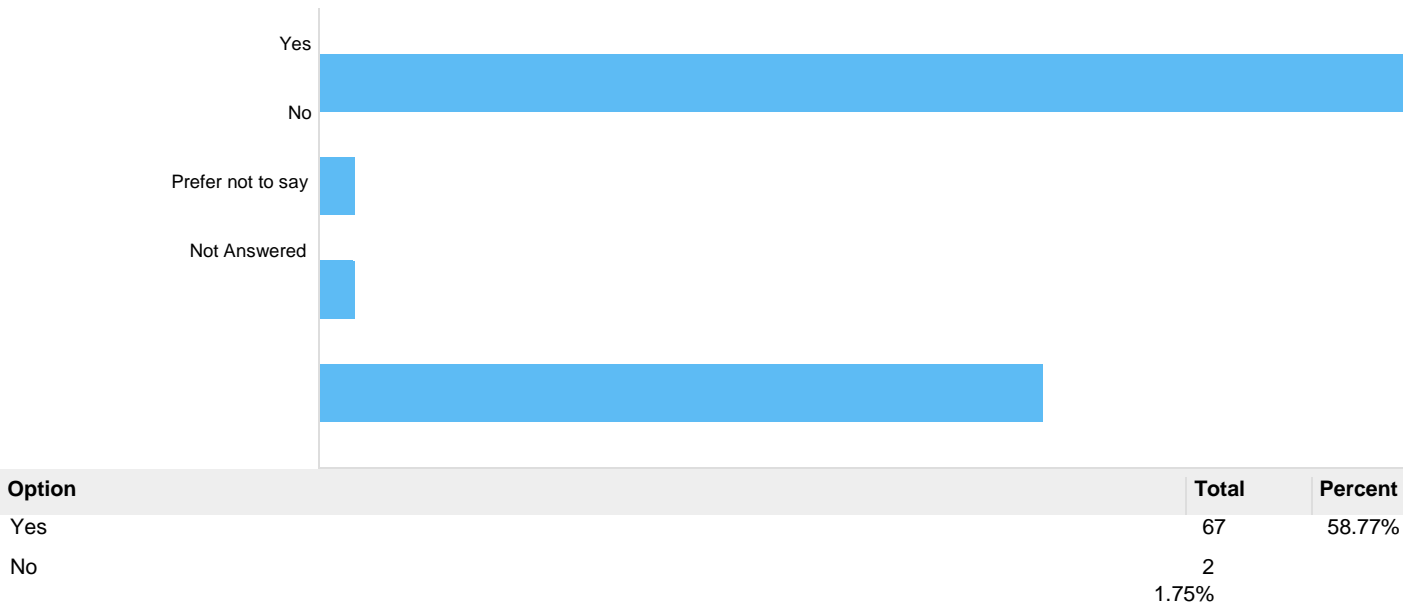 Yes
No
Prefer not to say
Not Answered
Option Total Percent
Yes 67 58.77%
No 2
1.75%